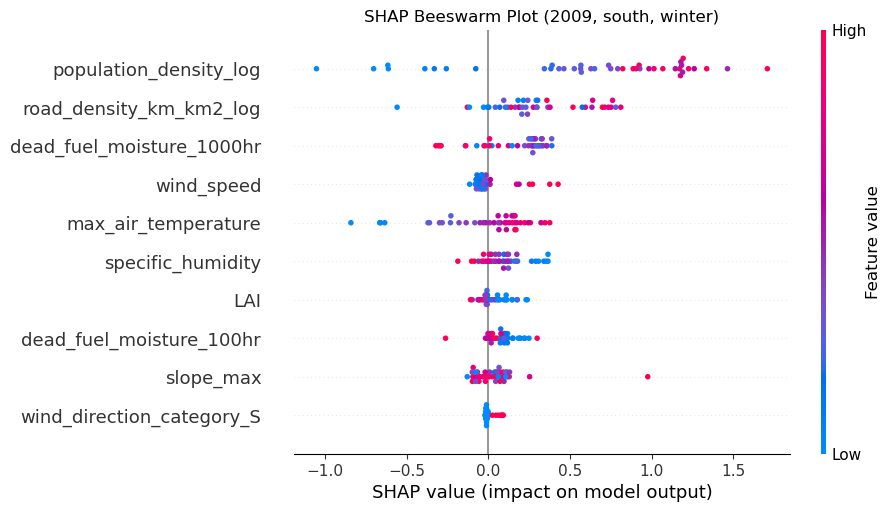 SHAP Beeswarm Plot (2009, south, winter)
High
population_density_log
road_density_km_km2_log
dead_fuel_moisture_1000hr
wind_speed
max_air_temperature
specific_humidity
LAI
dead_fuel_moisture_100hr
slope_max
wind_direction_category_S
Feature value
Low
−1.0 −0.5 0.0 0.5 1.0 1.5
SHAP value (impact on model output)